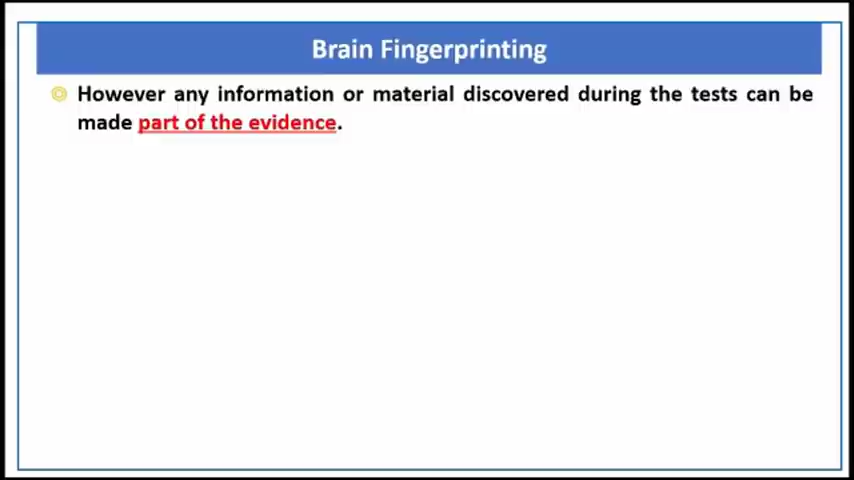 Brain Fingerprinting
However any information or material discovered during the tests can be
made part of the evidence.